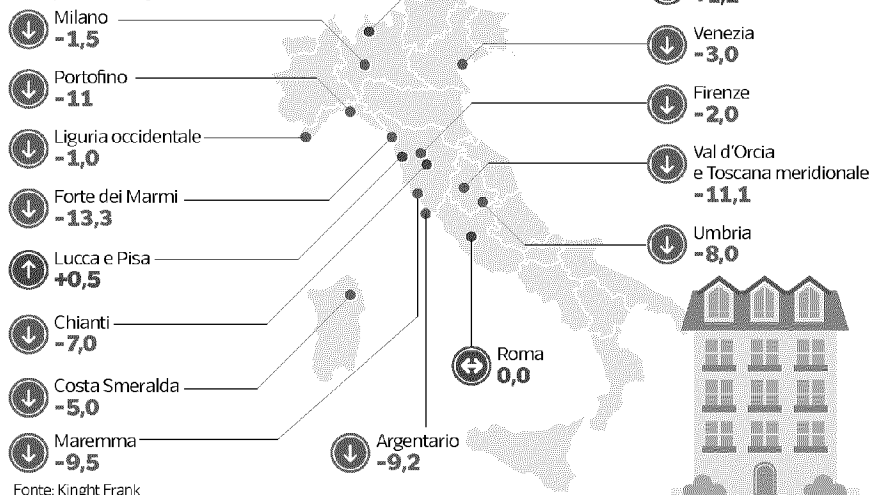 Milano
-1,5
Portofino
-11
Liguria occidentale
-1,0
Forte dei Marmi
-13,3
Lucca e Pisa
+0,5
Chianti
-7,0
Costa Smeralda
-5,0
Maremma
-9,5
Argentario
-9,2
Roma
0,0
Venezia
-3,0
Firenze
-2,0
Val d'Orcia
e Toscana meridionale
-11,1
Umbria
-8,0
Fonte: Kinght Frank